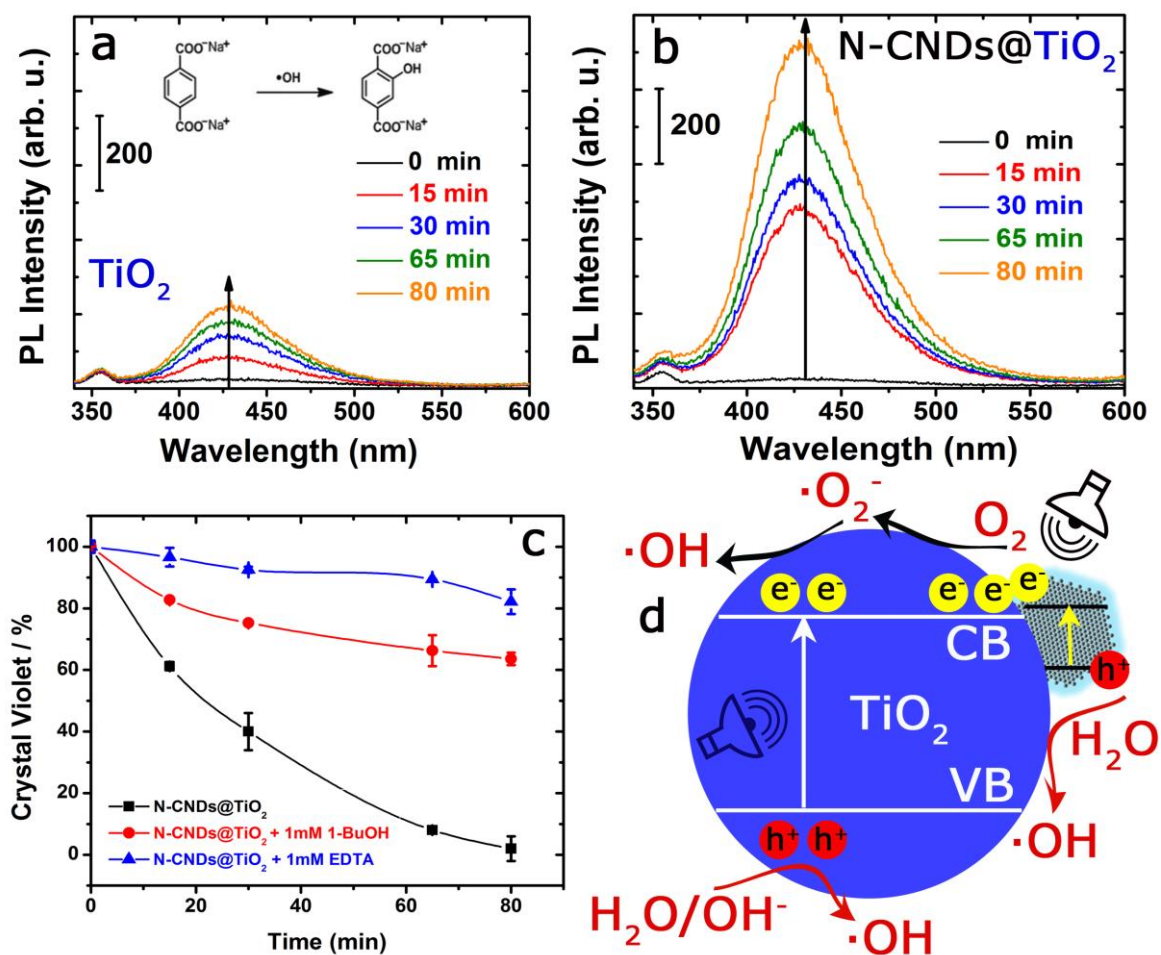 a
COO⁻Na⁺
COO⁻Na⁺
•OH
COO⁻Na⁺
OH
COO⁻Na⁺
200
0 min
15 min
30 min
65 min
80 min
TiO₂
PL Intensity (arb. u.)
350 400 450 500 550 600
Wavelength (nm)
b
N-CNDs@TiO₂
200
0 min
15 min
30 min
65 min
80 min
PL Intensity (arb. u.)
350 400 450 500 550 600
Wavelength (nm)
c
Crystal Violet / %
100
80
60
40
20
0
N-CNDs@TiO₂
N-CNDs@TiO₂ + 1mM 1-BuOH
N-CNDs@TiO₂ + 1mM EDTA
0 20 40 60 80
Time (min)
d
·O₂⁻
O₂
·OH
e⁻ e⁻ e⁻ e⁻ e⁻
CB
h⁺
TiO₂
H₂O
VB
·OH
h⁺ h⁺
H₂O/OH⁻
·OH